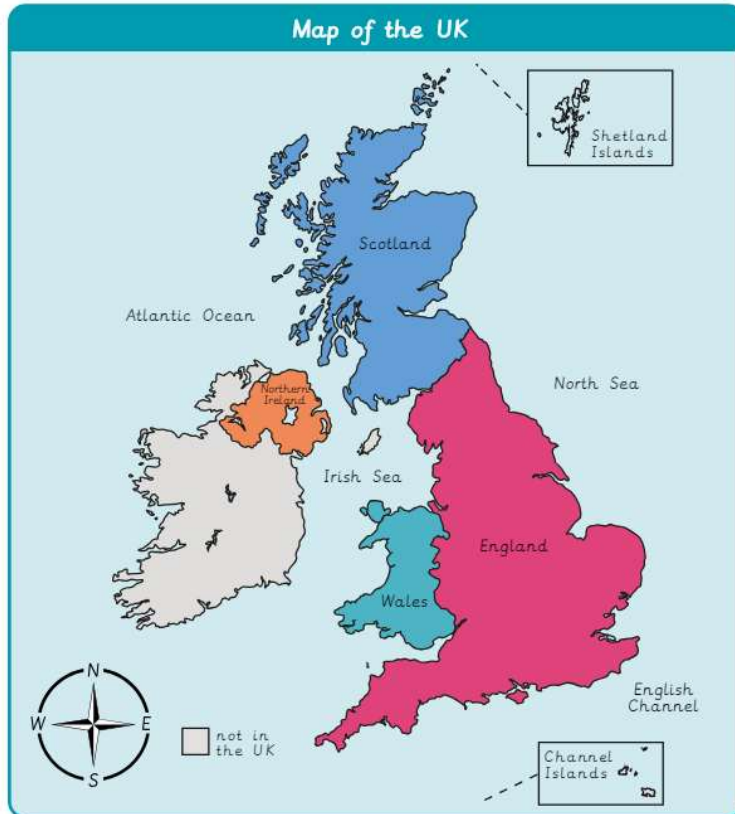 Map of the UK
Shetland
Islands
Scotland
Atlantic Ocean
Northern
Ireland
North Sea
Irish Sea
England
Wales
English
Channel
N
W
E
S
not in
the UK
Channel
Islands